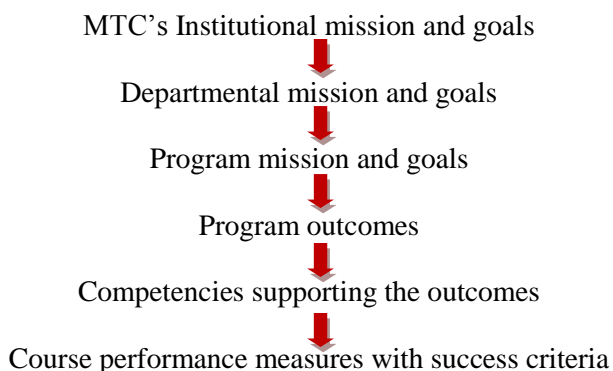 MTC's Institutional mission and goals
Departmental mission and goals
Program mission and goals
Program outcomes
Competencies supporting the outcomes
Course performance measures with success criteria